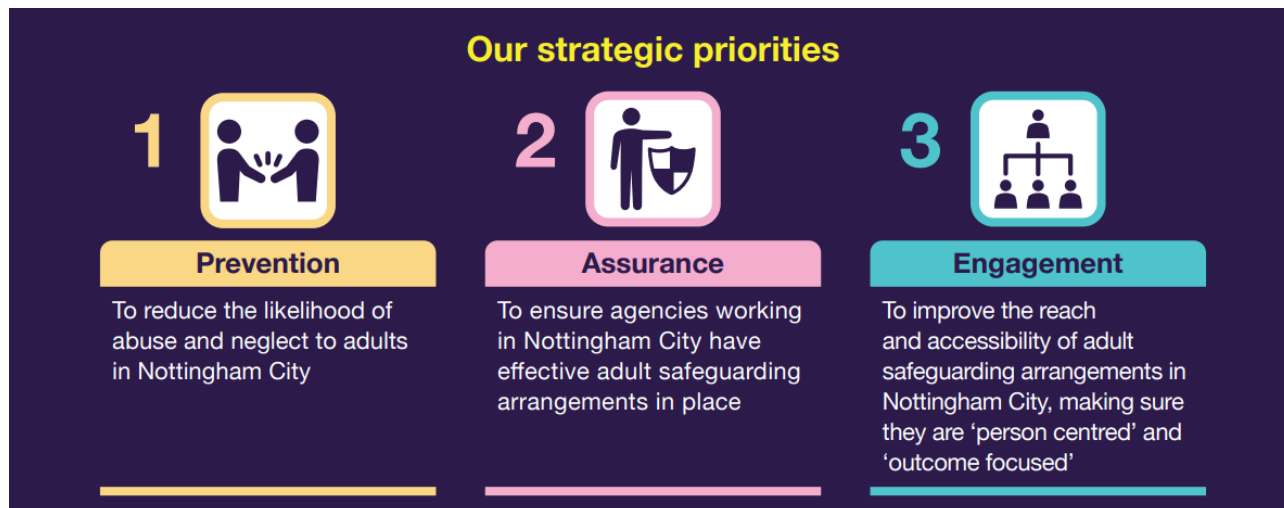 Our strategic priorities
1
Prevention
To reduce the likelihood of
abuse and neglect to adults
in Nottingham City
2
Assurance
To ensure agencies working
in Nottingham City have
effective adult safeguarding
arrangements in place
3
Engagement
To improve the reach
and accessibility of adult
safeguarding arrangements in
Nottingham City, making sure
they are ‘person centred’ and
‘outcome focused’